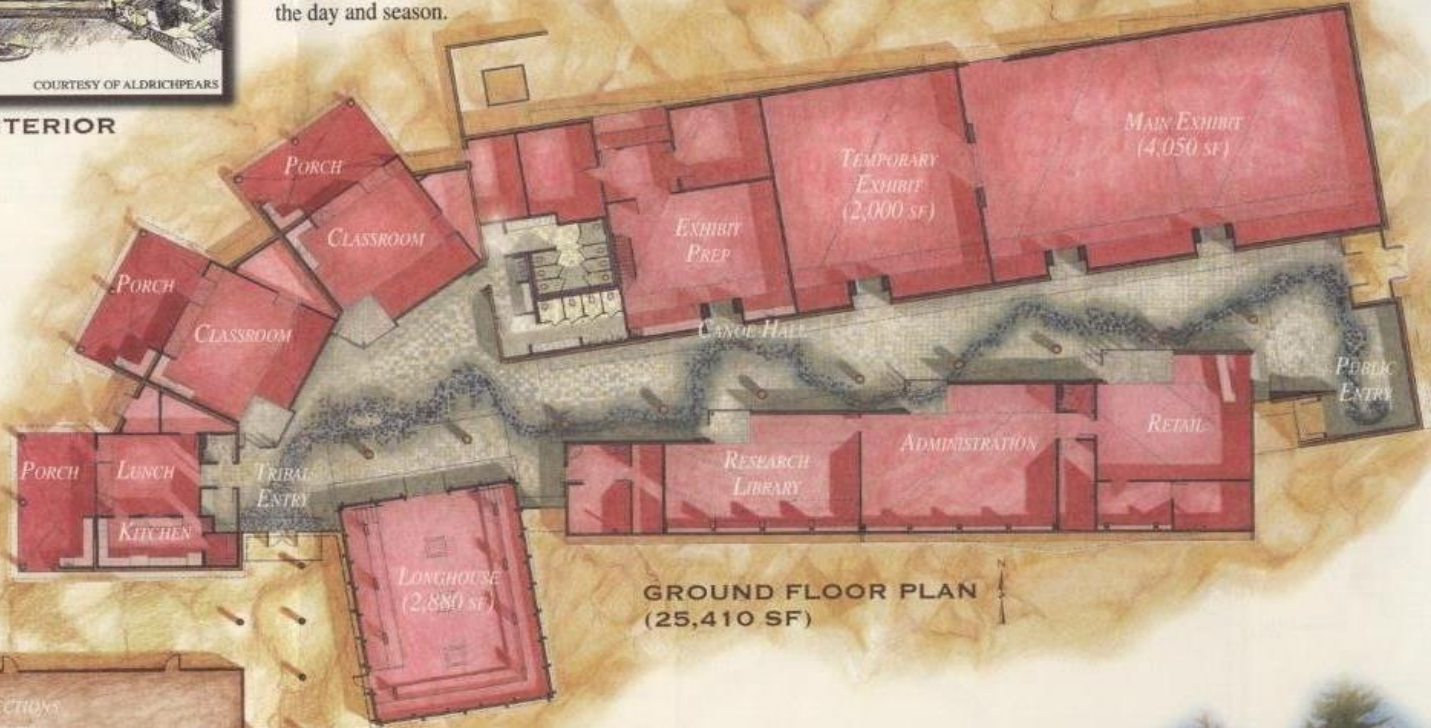 the day and season.
COURTESY OF ALDRICHPEARS
TERIOR
PORCH
CLASSROOM
PORCH
CLASSROOM
PORCH
LUNCH
KITCHEN
TRIBAL
ENTRY
LONGHOUSE
(2,880 SF)
EXHIBIT
PREP
TEMPORARY
EXHIBIT
(2,000 SF)
MAIN EXHIBIT
(4,050 SF)
CANOE HALL
RESEARCH
LIBRARY
ADMINISTRATION
RETAIL
PUBLIC
ENTRY
GROUND FLOOR PLAN
(25,410 SF)
N
CTIONS